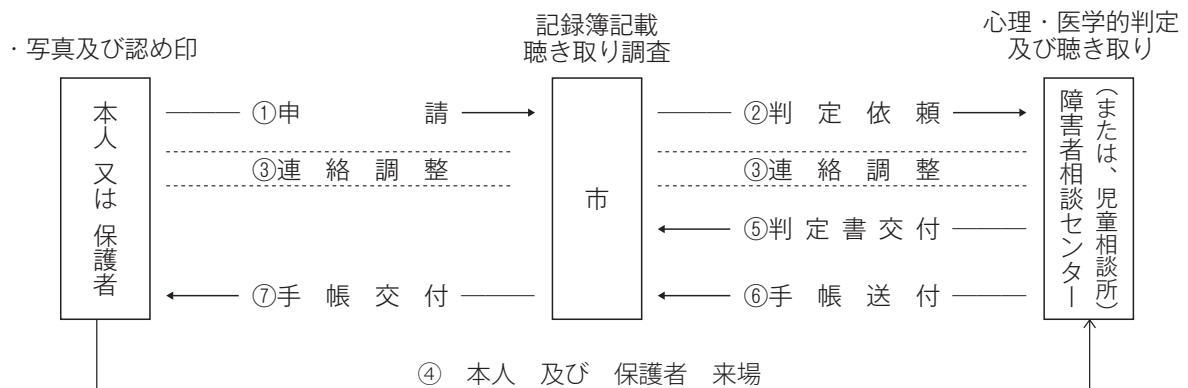 ・写真及び認め印
記録簿記載
聴き取り調査
心理・医学的判定
及び聴き取り
本人 又は 保護者
①申請
③連絡調整
⑦手帳交付
市
②判定依頼
③連絡調整
⑤判定書交付
⑥手帳送付
障害者相談センター
(または、児童相談所)
④ 本人 及び 保護者 来場